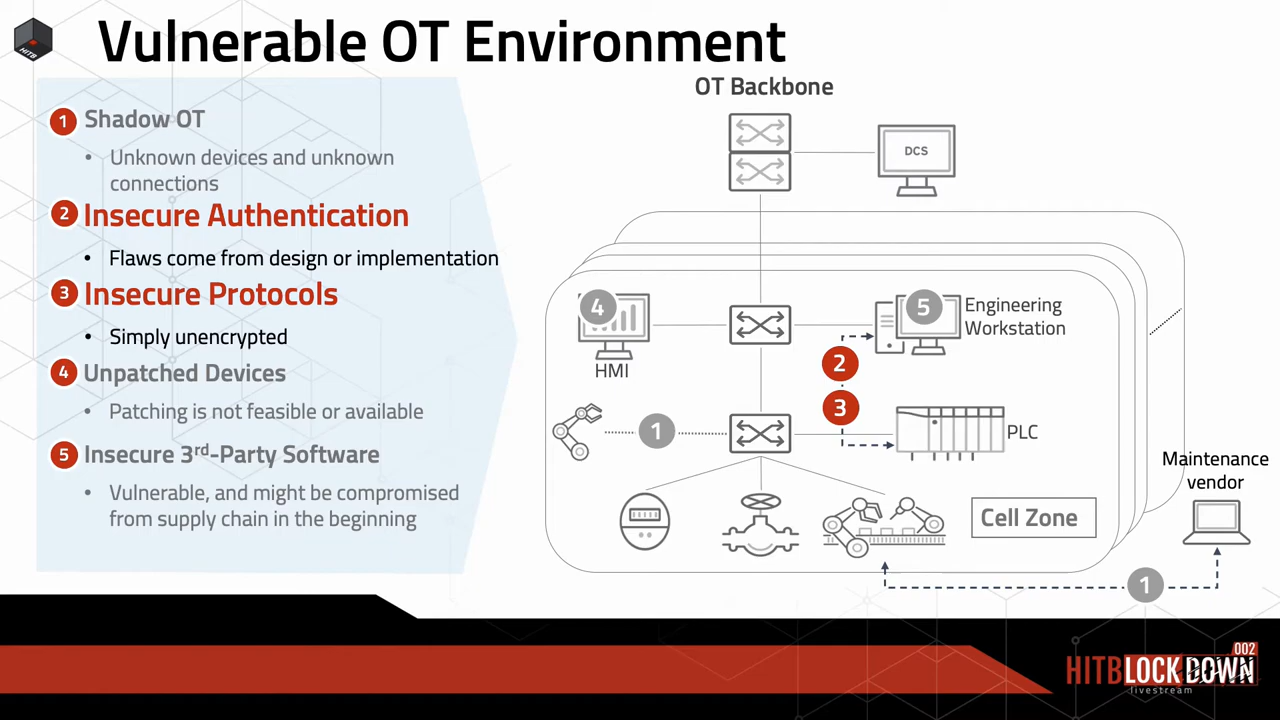 HITB
Vulnerable OT Environment
1 Shadow OT
• Unknown devices and unknown
connections
2 Insecure Authentication
• Flaws come from design or implementation
3 Insecure Protocols
• Simply unencrypted
4 Unpatched Devices
• Patching is not feasible or available
5 Insecure 3rd-Party Software
• Vulnerable, and might be compromised
from supply chain in the beginning
OT Backbone
DCS
4
HMI
5
Engineering
Workstation
2
3
1
PLC
Cell Zone
Maintenance
vendor
1
HITBLOCKDOWN 002
livestream